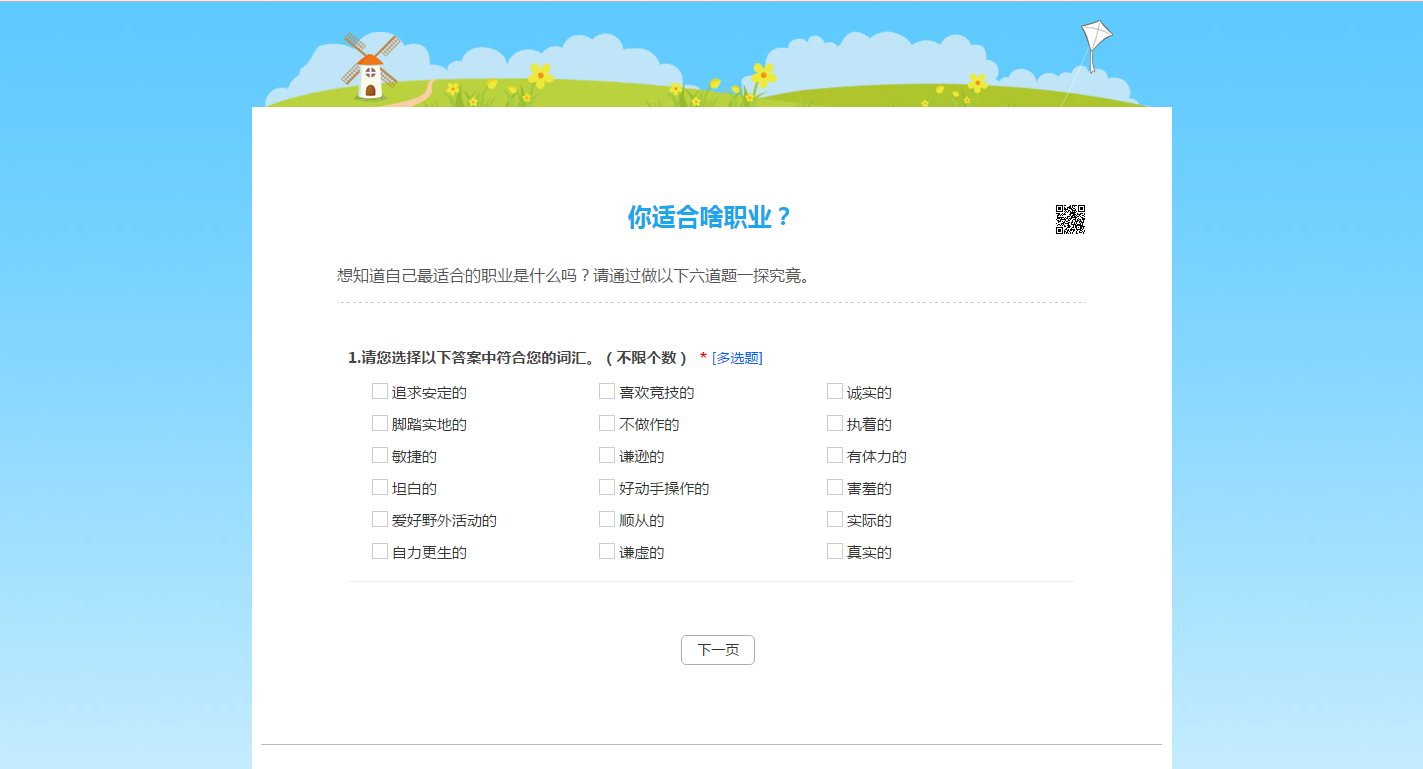 你适合啥职业？
想知道自己最适合的职业是什么吗？请通过做以下六道题一探究竟。
1.请您选择以下答案中符合您的词汇。（不限个数） * [多选题]
追求安定的 喜欢竞技的 诚实的
脚踏实地的 不做作的 执着的
敏捷的 谦逊的 有体力的
坦白的 好动手操作的 害羞的
爱好野外活动的 顺从的 实际的
自力更生的 谦虚的 真实的
下一页